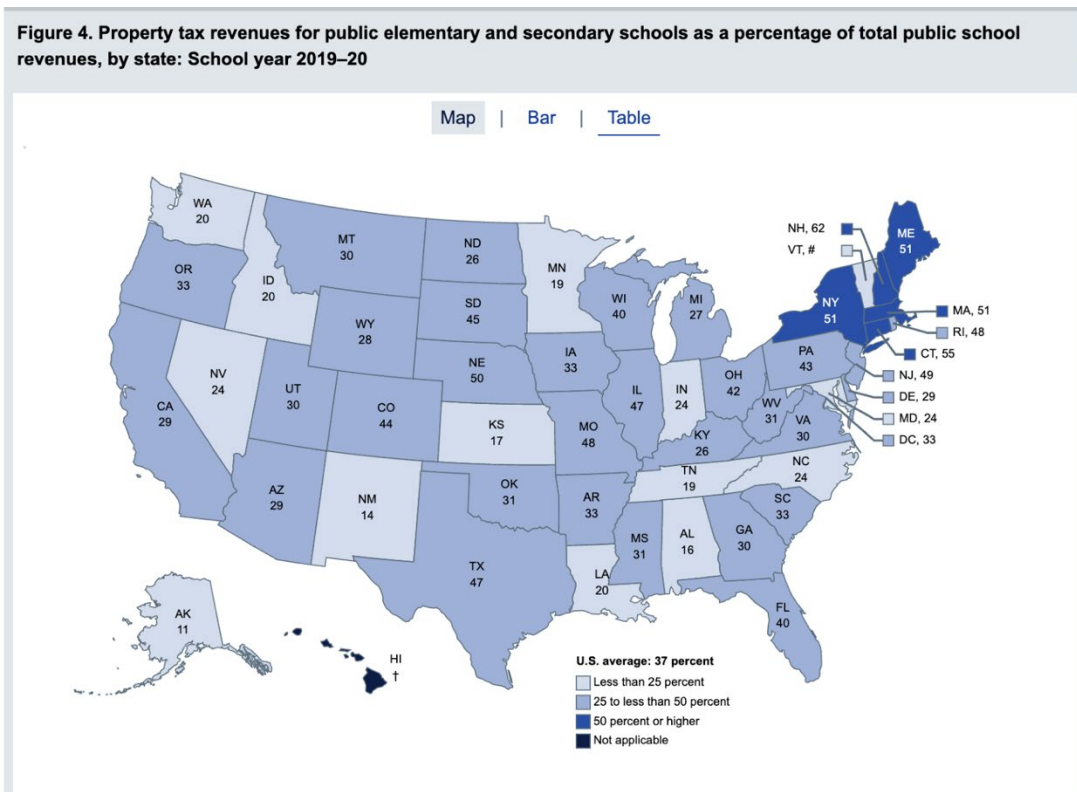 Figure 4. Property tax revenues for public elementary and secondary schools as a percentage of total public school
revenues, by state: School year 2019–20
Map | Bar | Table
WA
20
OR
33
CA
29
ID
20
NV
24
MT
30
WY
28
UT
30
AZ
29
CO
44
NM
14
ND
26
SD
45
NE
50
KS
17
OK
31
TX
47
MN
19
IA
33
MO
48
AR
33
LA
20
WI
40
IL
47
MI
27
IN
24
OH
42
KY
26
TN
19
MS
31
AL
16
GA
30
FL
40
SC
33
NC
24
VA
30
WV
31
PA
43
NY
51
ME
51
NH, 62
VT, #
MA, 51
RI, 48
CT, 55
NJ, 49
DE, 29
MD, 24
DC, 33
AK
11
HI
†
U.S. average: 37 percent
Less than 25 percent
25 to less than 50 percent
50 percent or higher
Not applicable